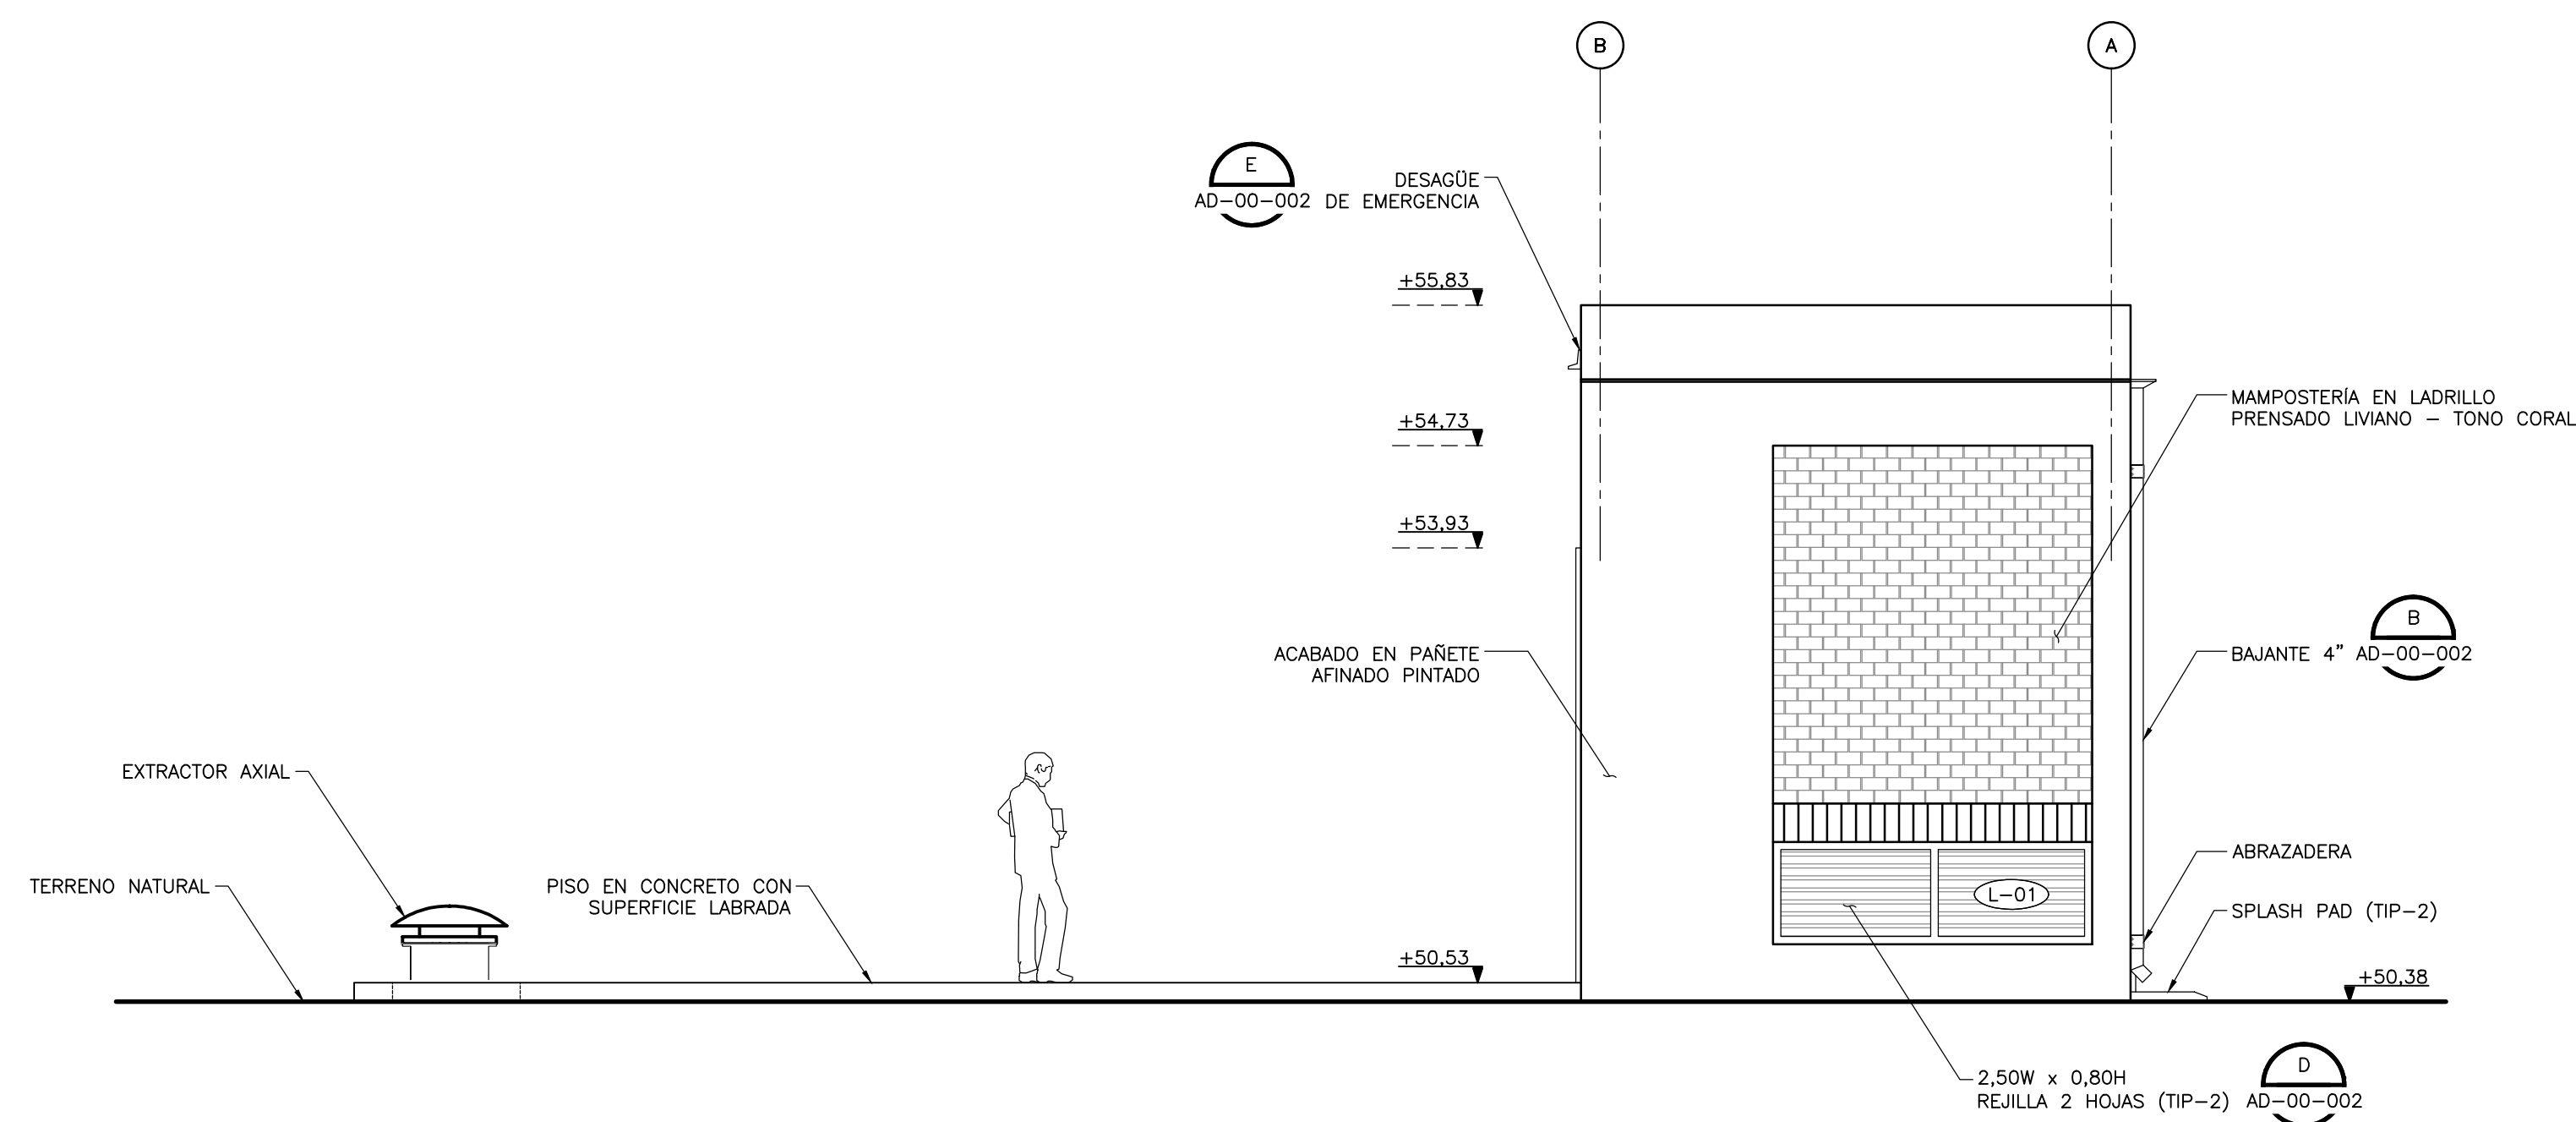 B
A
E
AD-00-002
DESAGÜE
DE EMERGENCIA
+55,83
+54,73
+53,93
MAMPOSTERÍA EN LADRILLO
PRENSADO LIVIANO - TONO CORAL
ACABADO EN PAÑETE
AFINADO PINTADO
BAJANTE 4"
B
AD-00-002
EXTRACTOR AXIAL
TERRENO NATURAL
PISO EN CONCRETO CON
SUPERFICIE LABRADA
L-01
ABRAZADERA
SPLASH PAD (TIP-2)
+50,53
+50,38
2,50W x 0,80H
REJILLA 2 HOJAS (TIP-2)
D
AD-00-002